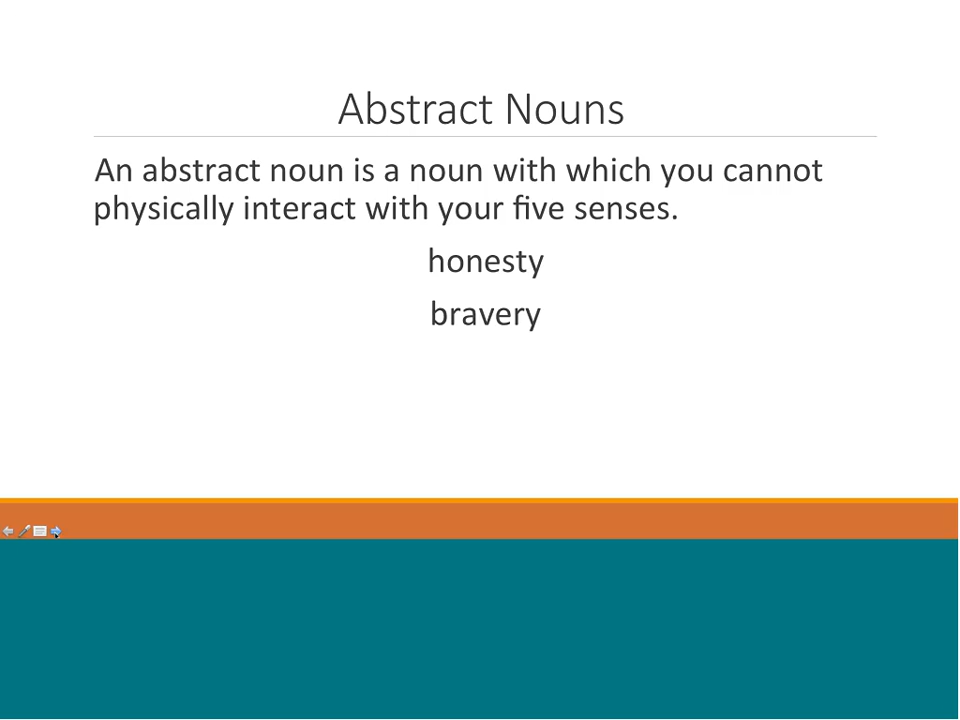 Abstract Nouns
An abstract noun is a noun with which you cannot
physically interact with your five senses.
honesty
bravery